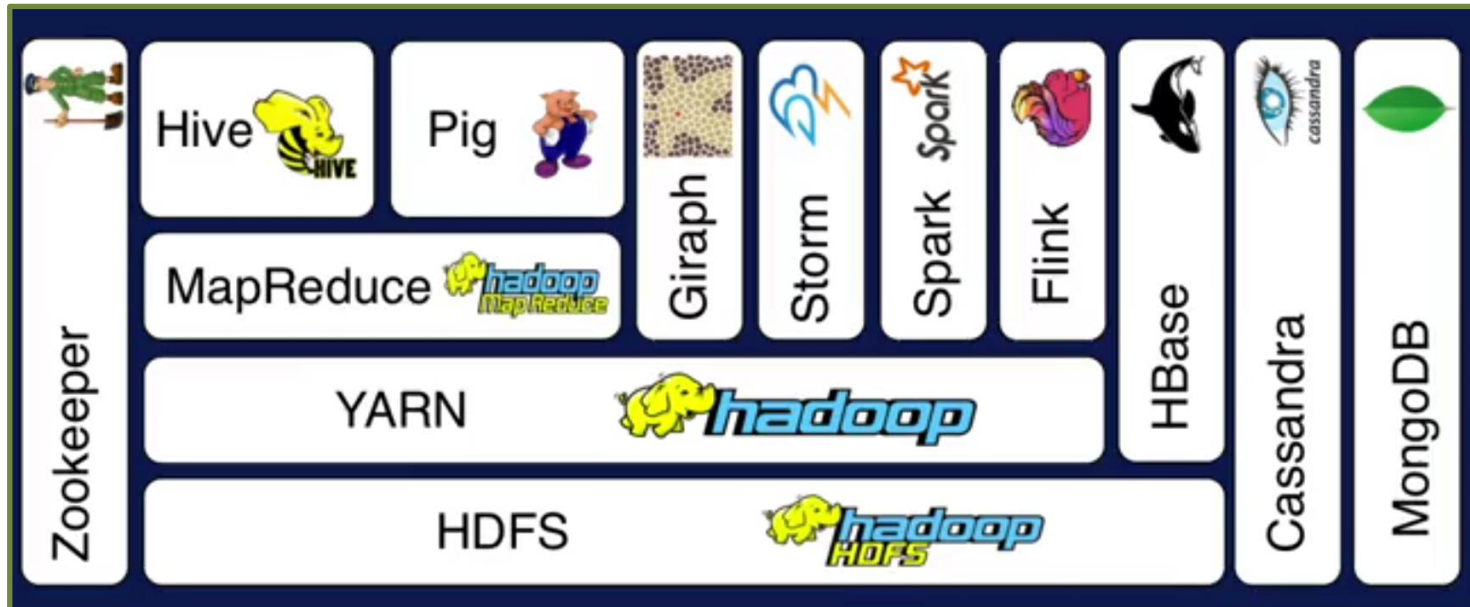 Zookeeper
Hive
HIVE
Pig
MapReduce
hadoop
Map Reduce
Giraph
Storm
Spark
Spark
Flink
HBase
cassandra
Cassandra
MongoDB
YARN
hadoop
HDFS
hadoop
HDFS